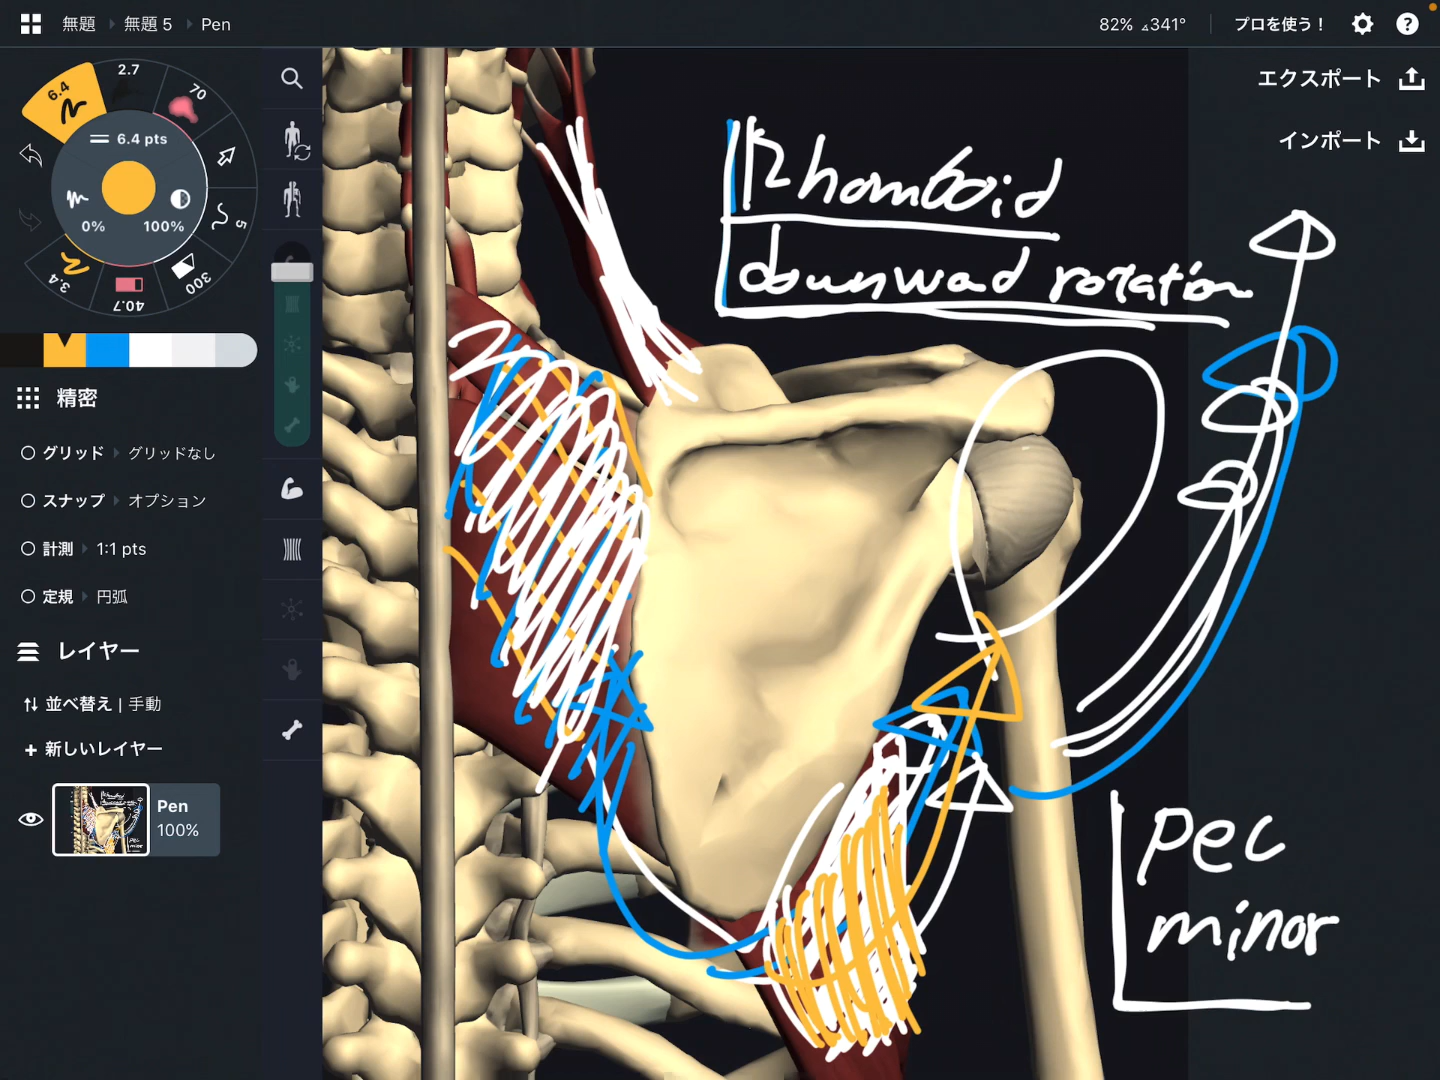 無題 無題 5 Pen
82% ⊿341°
プロを使う！
エクスポート
インポート
2.7
6.4
70
6.4 pts
0% 100%
5
3.4
40.7
300
精密
グリッド グリッドなし
スナップ オプション
計測 1:1 pts
定規 円弧
レイヤー
並べ替え | 手動
+ 新しいレイヤー
Pen
100%
Rhomboid
downwad rotation
pec
minor